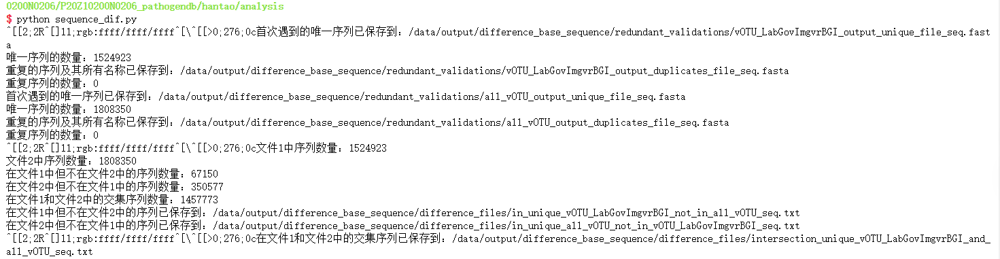 0200N0206/P20Z10200N0206_pathogendb/hantao/analysis
$ python sequence_dif.py
^[[2;2R^[]11;rgb:ffff/ffff/ffff^[\^[[>0;276;0c首次遇到的唯一序列已保存到：/data/output/difference_base_sequence/redundant_validations/vOTU_LabGovImgvrBGI_output_unique_file_seq.fast
a
唯一序列的数量：1524923
重复的序列及其所有名称已保存到：/data/output/difference_base_sequence/redundant_validations/vOTU_LabGovImgvrBGI_output_duplicates_file_seq.fasta
重复序列的数量：0
首次遇到的唯一序列已保存到：/data/output/difference_base_sequence/redundant_validations/all_vOTU_output_unique_file_seq.fasta
唯一序列的数量：1808350
重复的序列及其所有名称已保存到：/data/output/difference_base_sequence/redundant_validations/all_vOTU_output_duplicates_file_seq.fasta
重复序列的数量：0
^[[2;2R^[]11;rgb:ffff/ffff/ffff^[\^[[>0;276;0c文件1中序列数量：1524923
文件2中序列数量：1808350
在文件1中但不在文件2中的序列数量：67150
在文件2中但不在文件1中的序列数量：350577
在文件1和文件2中的交集序列数量：1457773
在文件1中但不在文件2中的序列已保存到：/data/output/difference_base_sequence/difference_files/in_unique_vOTU_LabGovImgvrBGI_not_in_all_vOTU_seq.txt
在文件2中但不在文件1中的序列已保存到：/data/output/difference_base_sequence/difference_files/in_unique_all_vOTU_not_in_vOTU_LabGovImgvrBGI_seq.txt
^[[2;2R^[]11;rgb:ffff/ffff/ffff^[\^[[>0;276;0c在文件1和文件2中的交集序列已保存到：/data/output/difference_base_sequence/difference_files/intersection_unique_vOTU_LabGovImgvrBGI_and_
all_vOTU_seq.txt